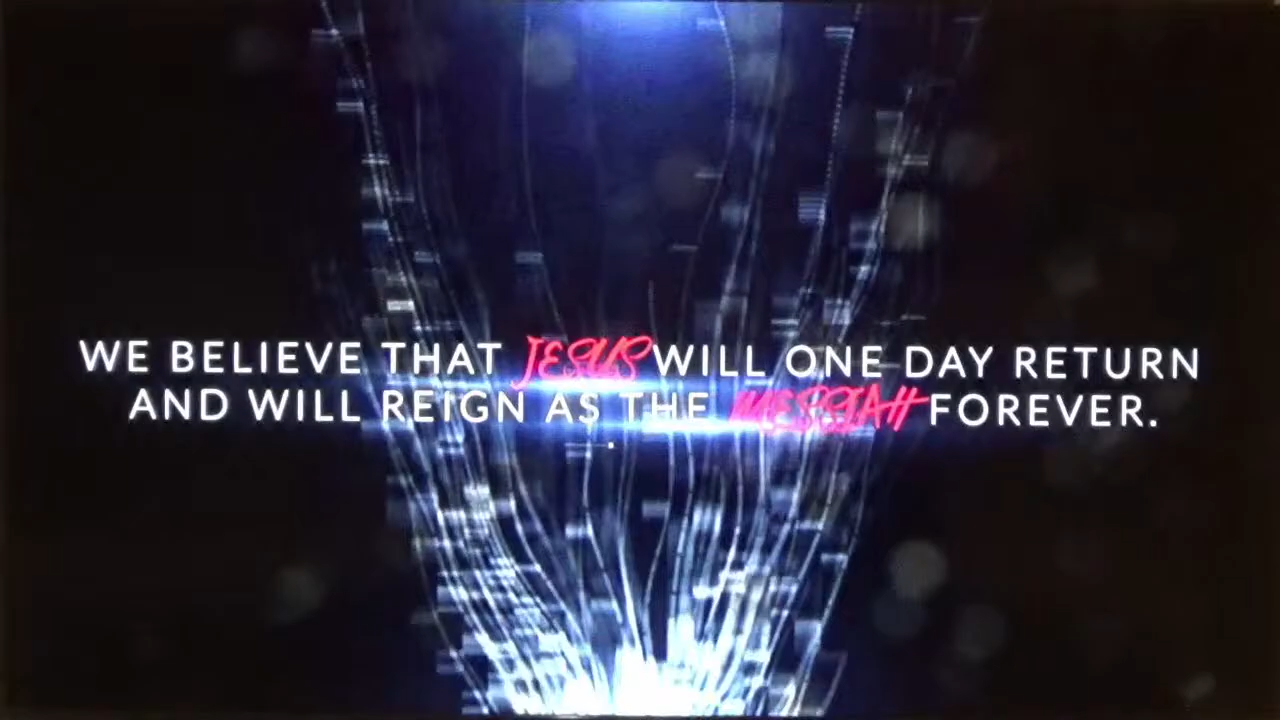 WE BELIEVE THAT JESUS WILL ONE DAY RETURN
AND WILL REIGN AS THE MESSIAH FOREVER.